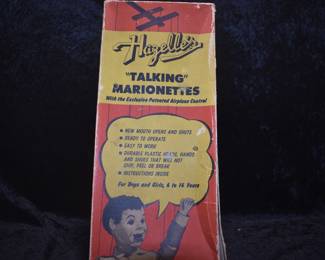 Hazelle's
"TALKING"
MARIONETTES
With the Exclusive Patented Airplane Control
• NEW MOUTH OPENS AND SHUTS
• READY TO OPERATE
• EASY TO WORK
• DURABLE PLASTIC HEADS, HANDS
AND SHOES THAT WILL NOT
CHIP, PEEL OR BREAK
• INSTRUCTIONS INSIDE
For Boys and Girls, 6 to 16 Years